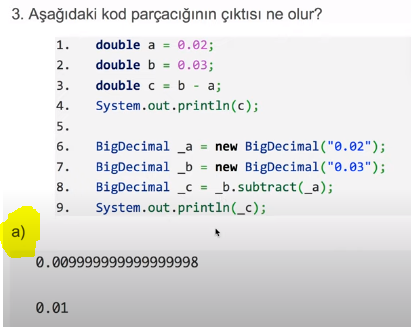 3. Aşağıdaki kod parçacığının çıktısı ne olur?
1. double a = 0.02;
2. double b = 0.03;
3. double c = b - a;
4. System.out.println(c);
5.
6. BigDecimal _a = new BigDecimal("0.02");
7. BigDecimal _b = new BigDecimal("0.03");
8. BigDecimal _c = _b.subtract(_a);
9. System.out.println(_c);
a)
0.009999999999999998
0.01